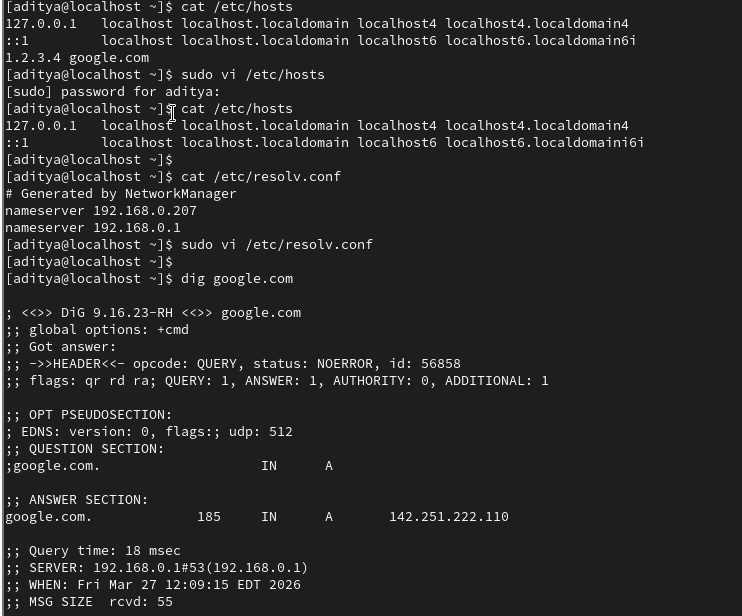 [aditya@localhost ~]$ cat /etc/hosts
127.0.0.1   localhost localhost.localdomain localhost4 localhost4.localdomain4
::1         localhost localhost.localdomain localhost6 localhost6.localdomain6i
1.2.3.4 google.com
[aditya@localhost ~]$ sudo vi /etc/hosts
[sudo] password for aditya:
[aditya@localhost ~]$ cat /etc/hosts
127.0.0.1   localhost localhost.localdomain localhost4 localhost4.localdomain4
::1         localhost localhost.localdomain localhost6 localhost6.localdomaini6i
[aditya@localhost ~]$
[aditya@localhost ~]$ cat /etc/resolv.conf
# Generated by NetworkManager
nameserver 192.168.0.207
nameserver 192.168.0.1
[aditya@localhost ~]$ sudo vi /etc/resolv.conf
[aditya@localhost ~]$
[aditya@localhost ~]$ dig google.com

; <<>> DiG 9.16.23-RH <<>> google.com
;; global options: +cmd
;; Got answer:
;; ->>HEADER<<- opcode: QUERY, status: NOERROR, id: 56858
;; flags: qr rd ra; QUERY: 1, ANSWER: 1, AUTHORITY: 0, ADDITIONAL: 1

;; OPT PSEUDOSECTION:
; EDNS: version: 0, flags:; udp: 512
;; QUESTION SECTION:
;google.com.                    IN      A

;; ANSWER SECTION:
google.com.             185     IN      A       142.251.222.110

;; Query time: 18 msec
;; SERVER: 192.168.0.1#53(192.168.0.1)
;; WHEN: Fri Mar 27 12:09:15 EDT 2026
;; MSG SIZE  rcvd: 55